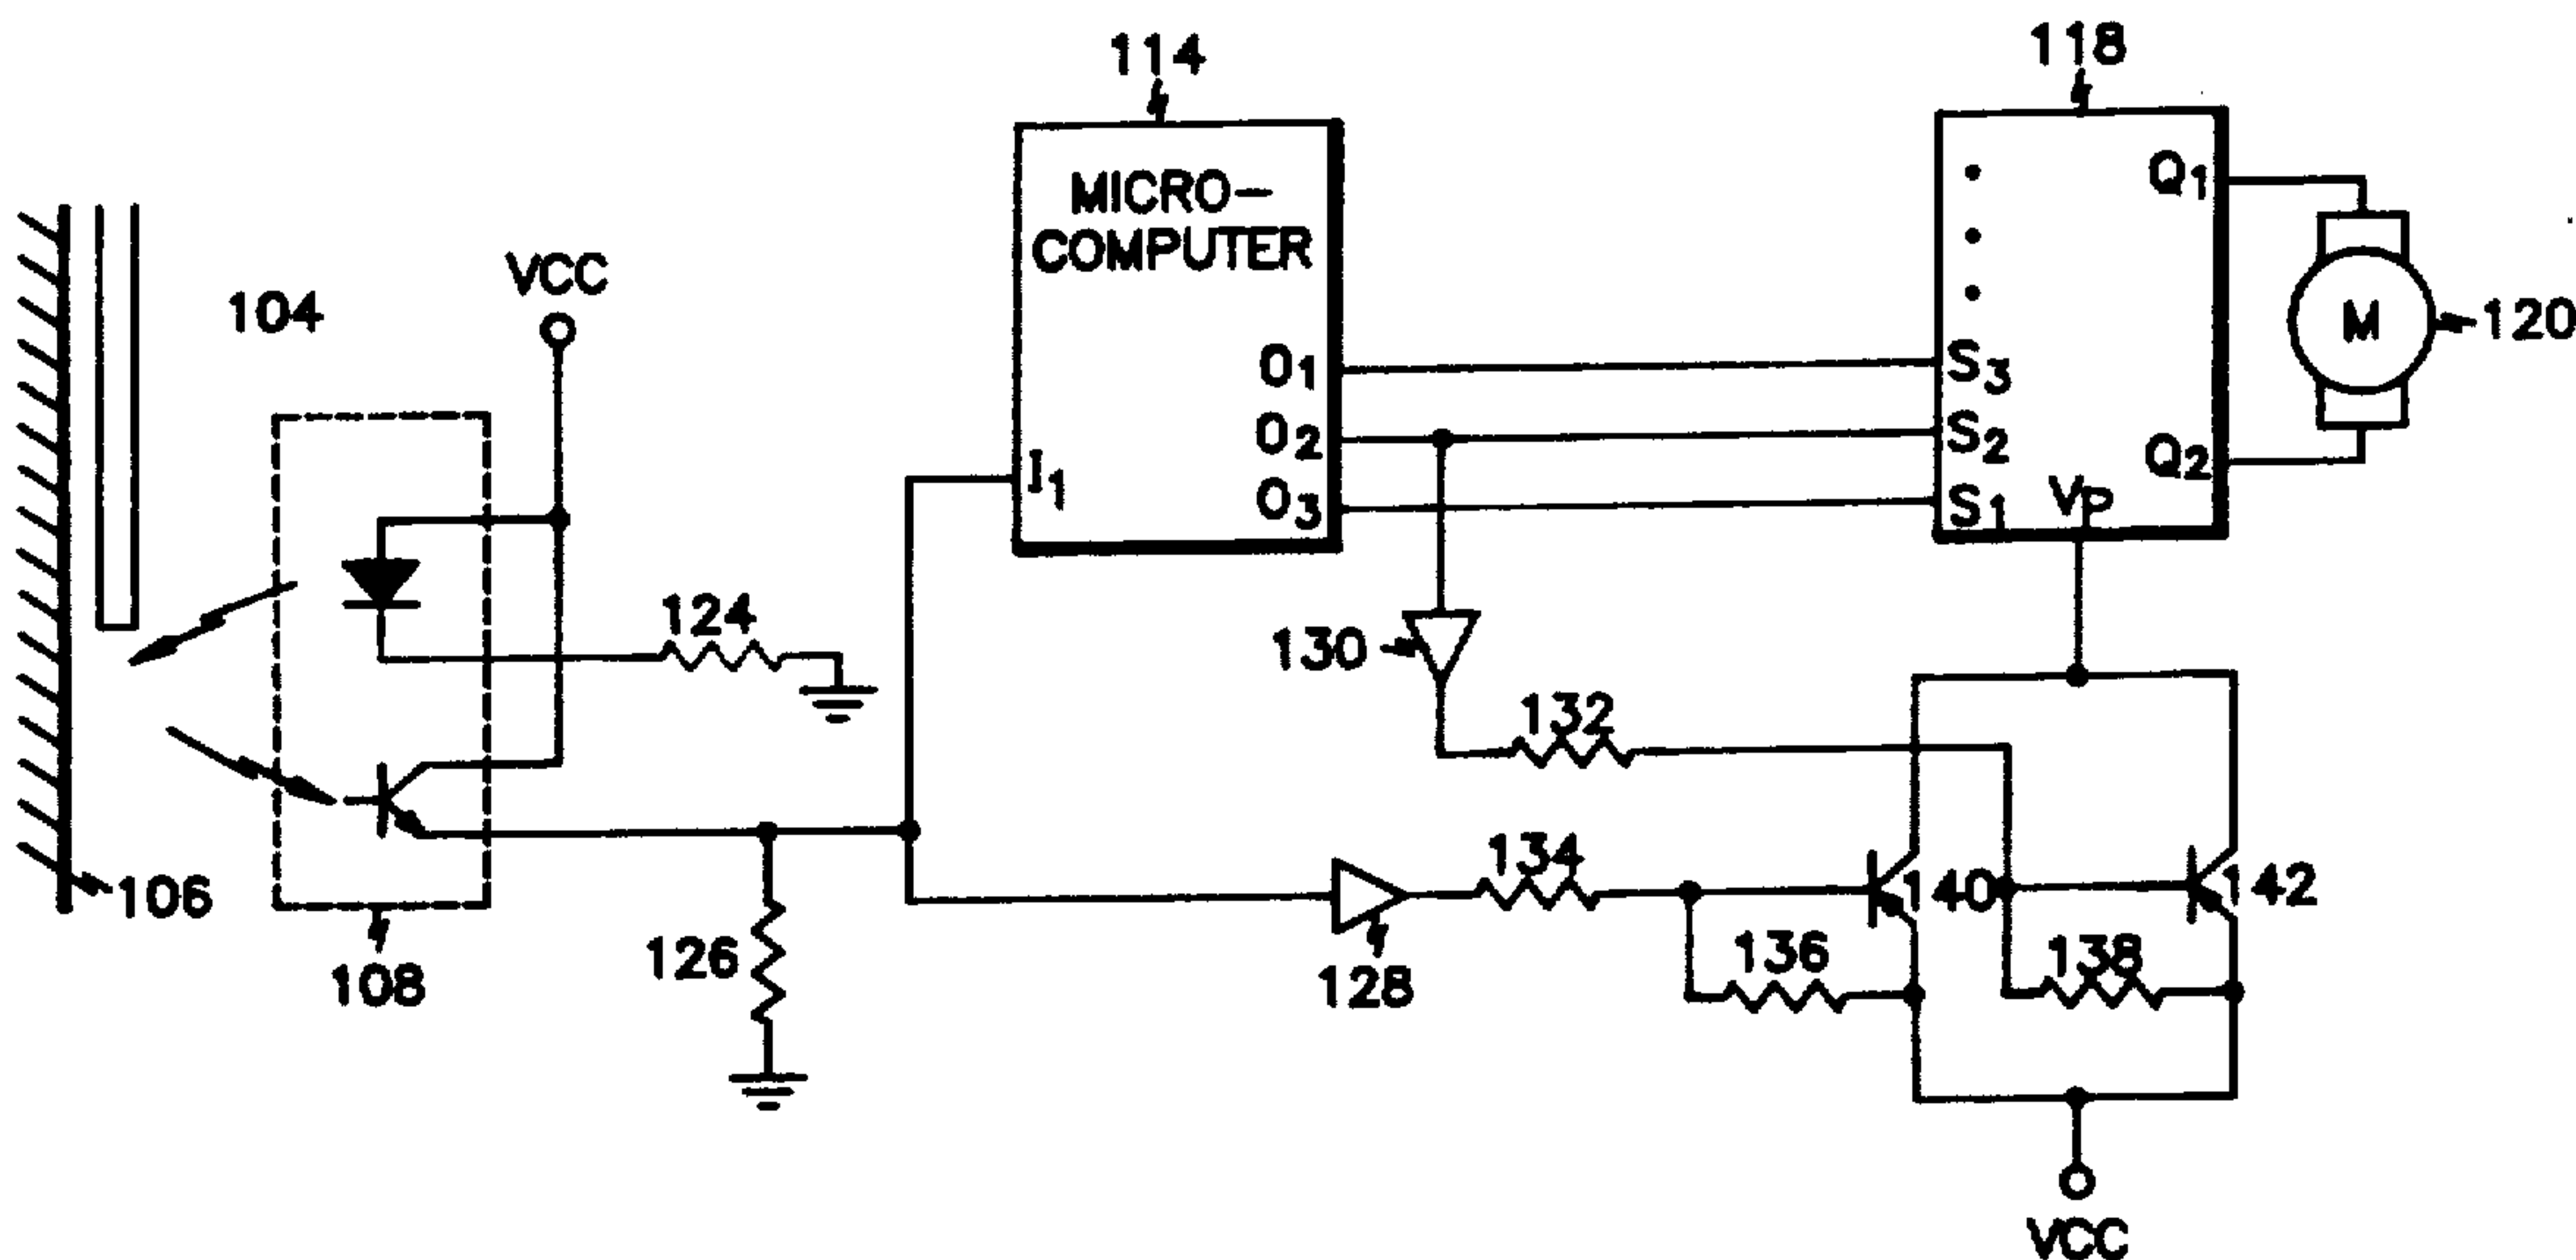 114
118
MICRO-
COMPUTER
Q1
104
VCC
M
120
O1
S3
O2
S2
I1
Q2
O3
S1
VP
124
130
132
134
140
142
106
126
136
138
108
128
VCC